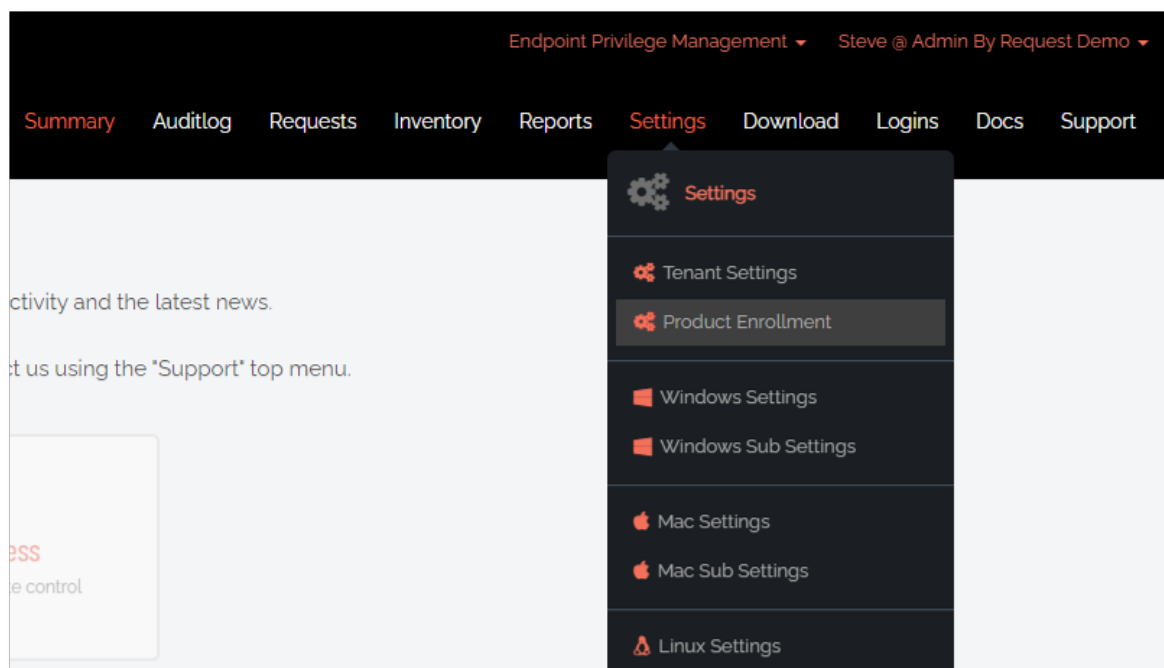 Endpoint Privilege Management Steve @ Admin By Request Demo
Summary Auditlog Requests Inventory Reports Settings Download Logins Docs Support
Settings
Tenant Settings
ctivity and the latest news.
Product Enrollment
ct us using the "Support" top menu.
Windows Settings
Windows Sub Settings
Mac Settings
ess
Mac Sub Settings
e control
Linux Settings